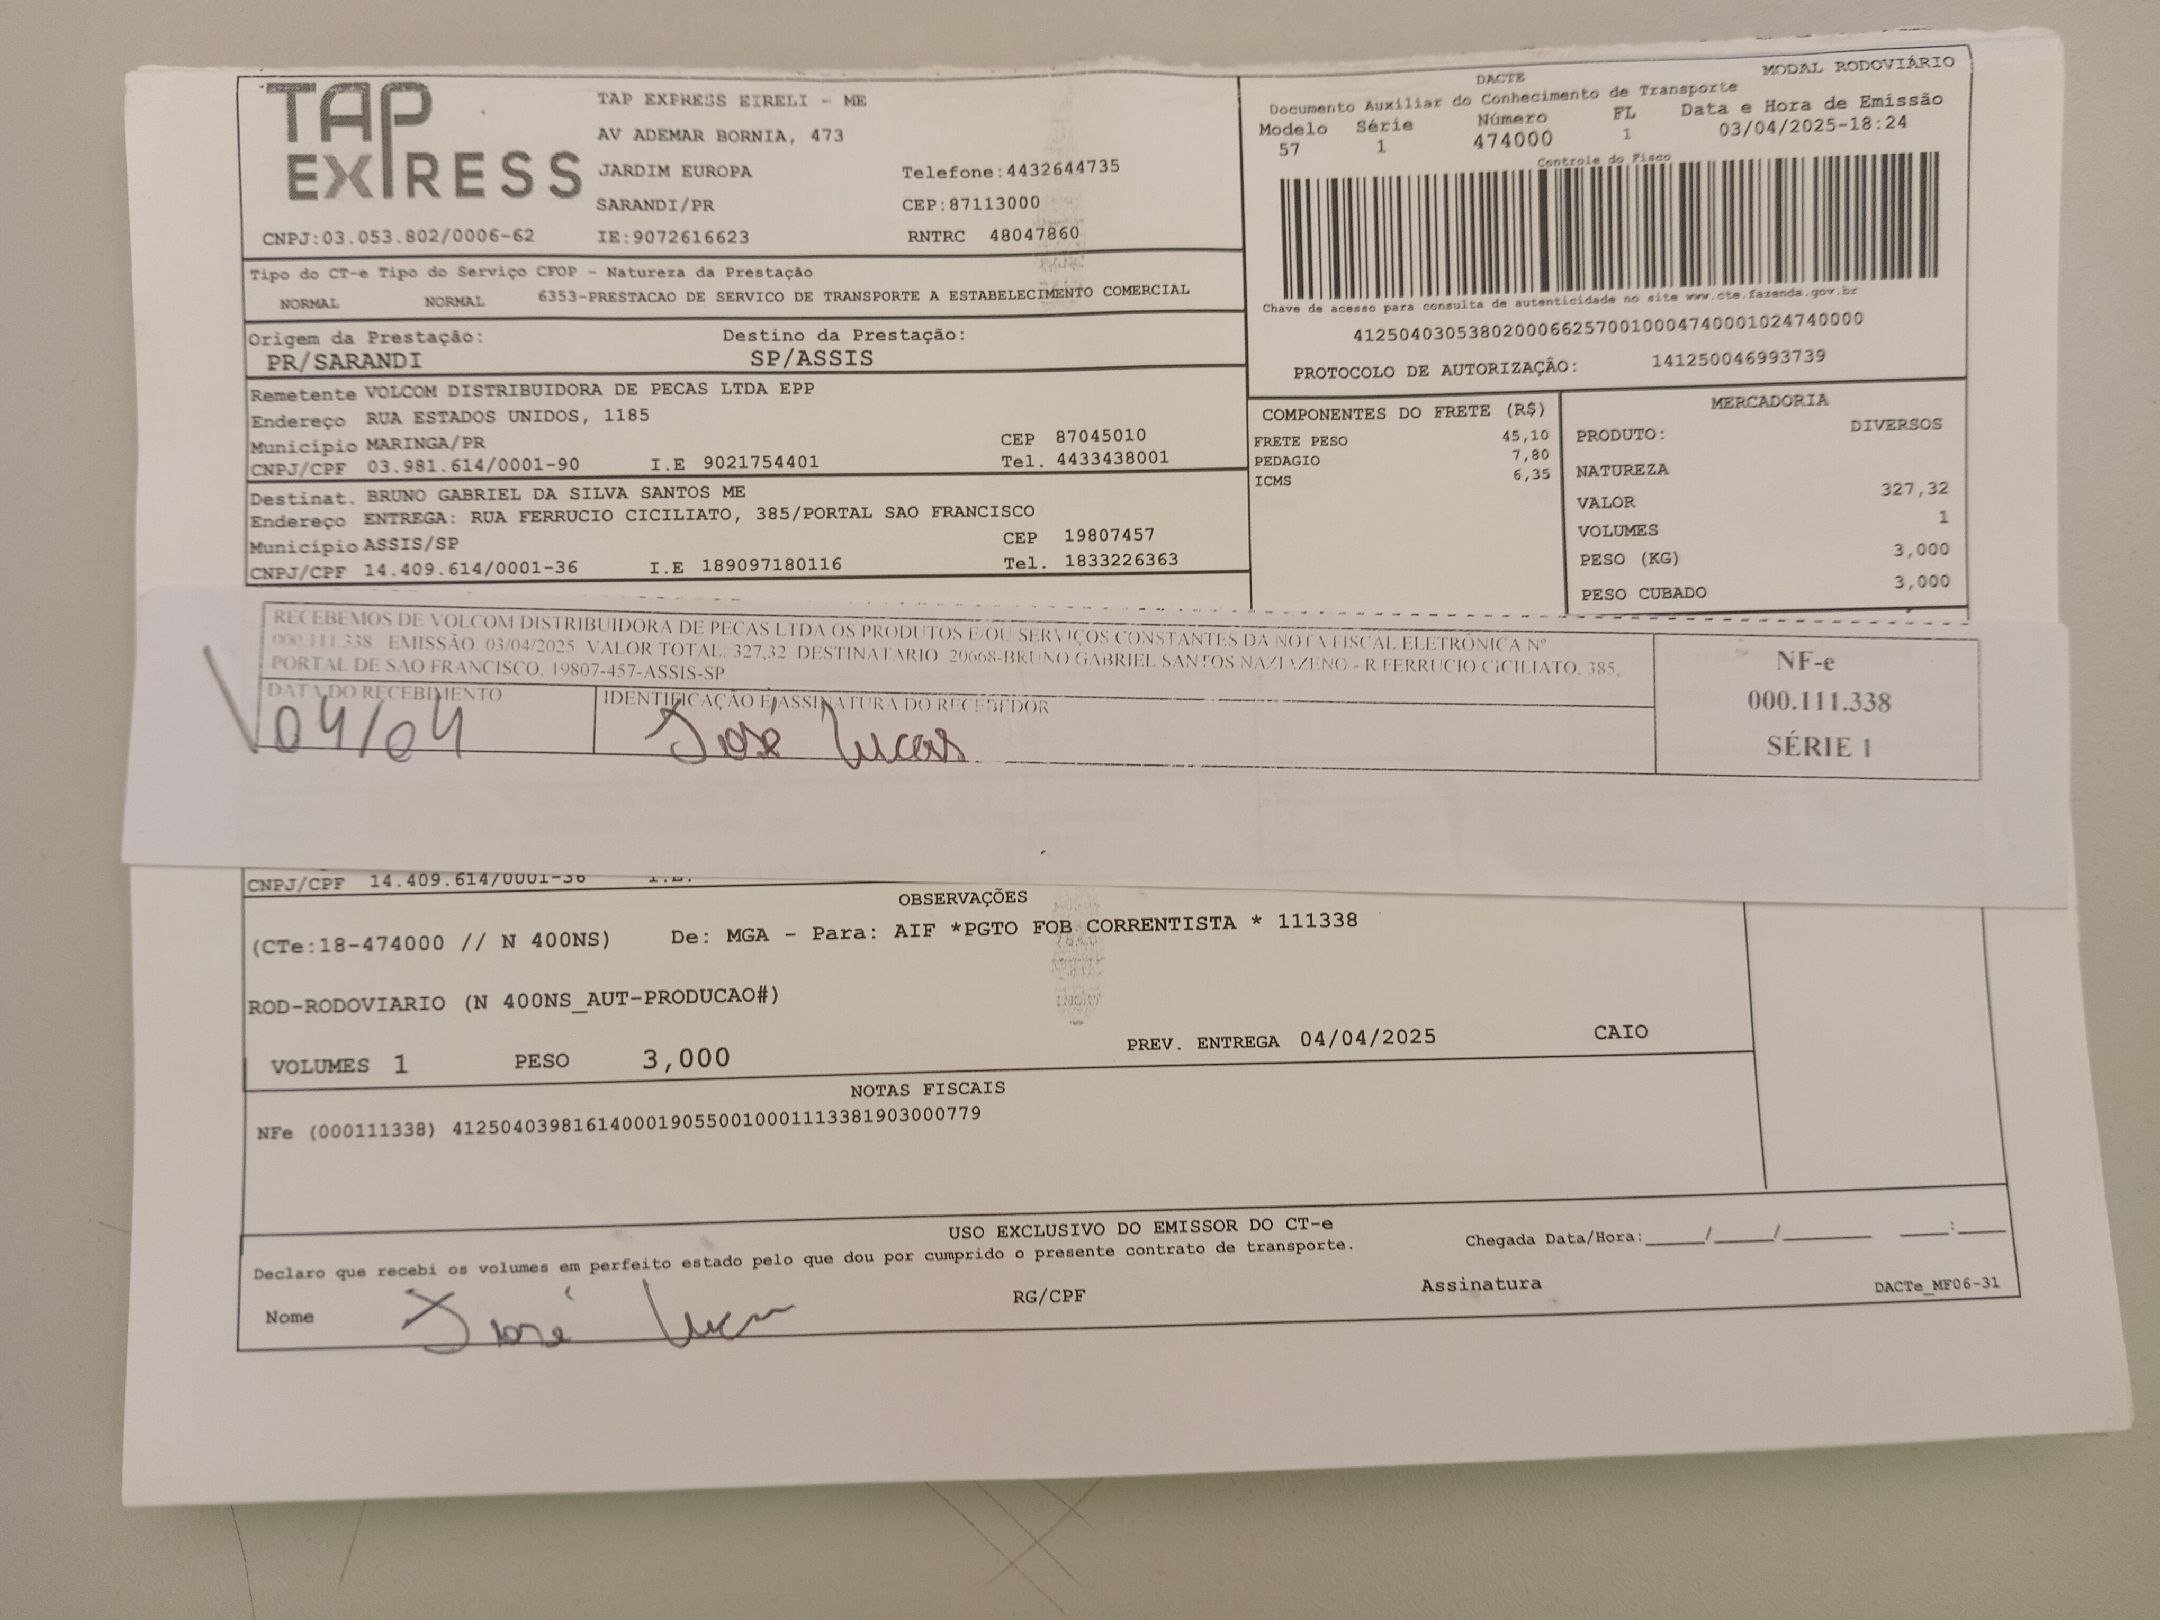 TAP EXPRESS
TAP EXPRESS EIRELI - ME
AV ADEMAR BORNIA, 473
JARDIM EUROPA Telefone:4432644735
SARANDI/PR CEP:87113000
CNPJ:03.053.802/0006-62 IE:9072616623 RNTRC 48047860
DACTE MODAL RODOVIÁRIO
Documento Auxiliar do Conhecimento de Transporte
Modelo Série Número FL Data e Hora de Emissão
57 1 474000 1 03/04/2025-18:24
Controle do Fisco
Chave de acesso para consulta de autenticidade no site www.cte.fazenda.gov.br
41250403053802000662570010004740001024740000
PROTOCOLO DE AUTORIZAÇÃO: 141250046993739
Tipo do CT-e Tipo do Serviço CFOP - Natureza da Prestação
NORMAL NORMAL 6353-PRESTACAO DE SERVICO DE TRANSPORTE A ESTABELECIMENTO COMERCIAL
Origem da Prestação: Destino da Prestação:
PR/SARANDI SP/ASSIS
Remetente VOLCOM DISTRIBUIDORA DE PECAS LTDA EPP
Endereço RUA ESTADOS UNIDOS, 1185
Município MARINGA/PR CEP 87045010
CNPJ/CPF 03.981.614/0001-90 I.E 9021754401 Tel. 4433438001
Destinat. BRUNO GABRIEL DA SILVA SANTOS ME
Endereço ENTREGA: RUA FERRUCIO CICILIATO, 385/PORTAL SAO FRANCISCO
Município ASSIS/SP CEP 19807457
CNPJ/CPF 14.409.614/0001-36 I.E 189097180116 Tel. 1833226363
COMPONENTES DO FRETE (R$)
FRETE PESO 45,10
PEDAGIO 7,80
ICMS 6,35
MERCADORIA
PRODUTO: DIVERSOS
NATUREZA
VALOR 327,32
VOLUMES 1
PESO (KG) 3,000
PESO CUBADO 3,000
RECEBEMOS DE VOLCOM DISTRIBUIDORA DE PECAS LTDA OS PRODUTOS E/OU SERVIÇOS CONSTANTES DA NOTA FISCAL ELETRÔNICA Nº
000.111.338 EMISSÃO: 03/04/2025 VALOR TOTAL: 327,32 DESTINATÁRIO: 20668-BRUNO GABRIEL SANTOS NAZIAZENO - R FERRUCIO CICILIATO, 385,
PORTAL DE SAO FRANCISCO, 19807-457-ASSIS-SP
DATA DO RECEBIMENTO IDENTIFICAÇÃO E ASSINATURA DO RECEBEDOR
04/04 José Lucas
NF-e
000.111.338
SÉRIE 1
CNPJ/CPF 14.409.614/0001-36 I.E.
OBSERVAÇÕES
(CTe:18-474000 // N 400NS) De: MGA - Para: AIF *PGTO FOB CORRENTISTA * 111338
ROD-RODOVIARIO (N 400NS_AUT-PRODUCAO#)
PREV. ENTREGA 04/04/2025 CAIO
VOLUMES 1 PESO 3,000
NOTAS FISCAIS
NFe (000111338) 41250403981614000190550010001113381903000779
USO EXCLUSIVO DO EMISSOR DO CT-e
Declaro que recebi os volumes em perfeito estado pelo que dou por cumprido o presente contrato de transporte.
Chegada Data/Hora:_____/_____/_______ ____:____
Nome José Lucas RG/CPF Assinatura
DACTe_MF06-31